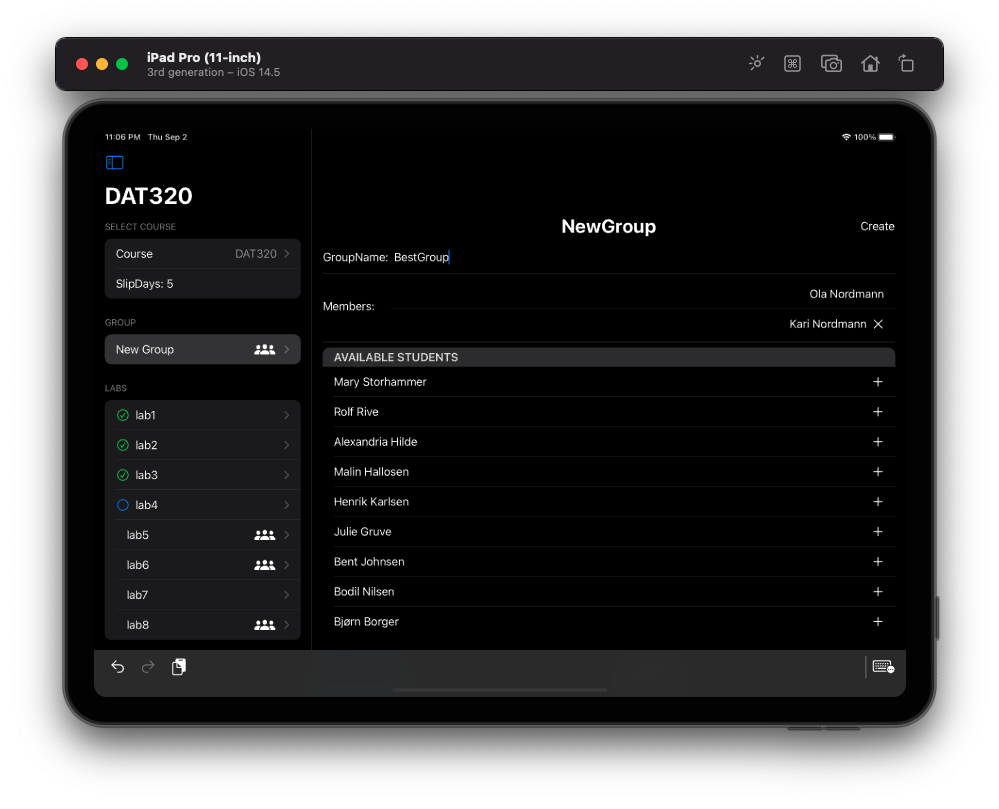 iPad Pro (11-inch)
3rd generation – iOS 14.5
11:06 PM Thu Sep 2
100%
DAT320
SELECT COURSE
Course DAT320
SlipDays: 5
GROUP
New Group
LABS
lab1
lab2
lab3
lab4
lab5
lab6
lab7
lab8
NewGroup
Create
GroupName: BestGroup
Members:
Ola Nordmann
Kari Nordmann
AVAILABLE STUDENTS
Mary Storhammer
Rolf Rive
Alexandria Hilde
Malin Hallosen
Henrik Karlsen
Julie Gruve
Bent Johnsen
Bodil Nilsen
Bjørn Borger